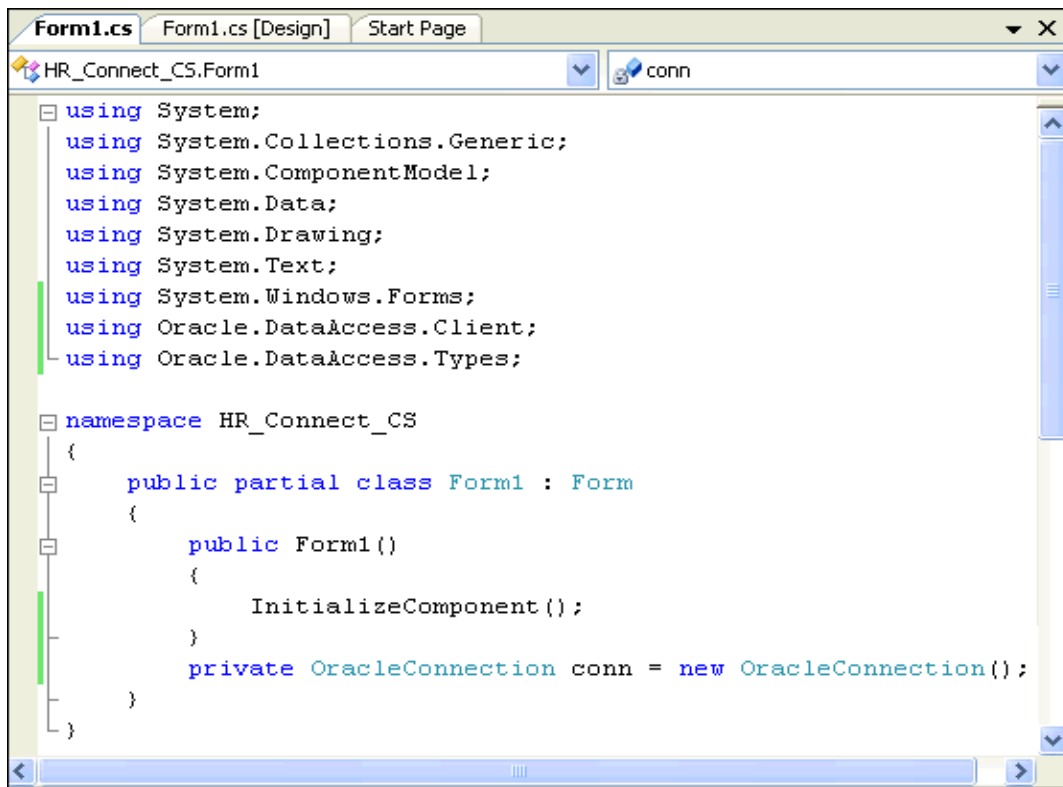 Form1.cs Form1.cs [Design] Start Page
HR_Connect_CS.Form1 conn
using System;
using System.Collections.Generic;
using System.ComponentModel;
using System.Data;
using System.Drawing;
using System.Text;
using System.Windows.Forms;
using Oracle.DataAccess.Client;
using Oracle.DataAccess.Types;
namespace HR_Connect_CS
{
public partial class Form1 : Form
{
public Form1()
{
InitializeComponent();
}
private OracleConnection conn = new OracleConnection();
}
}